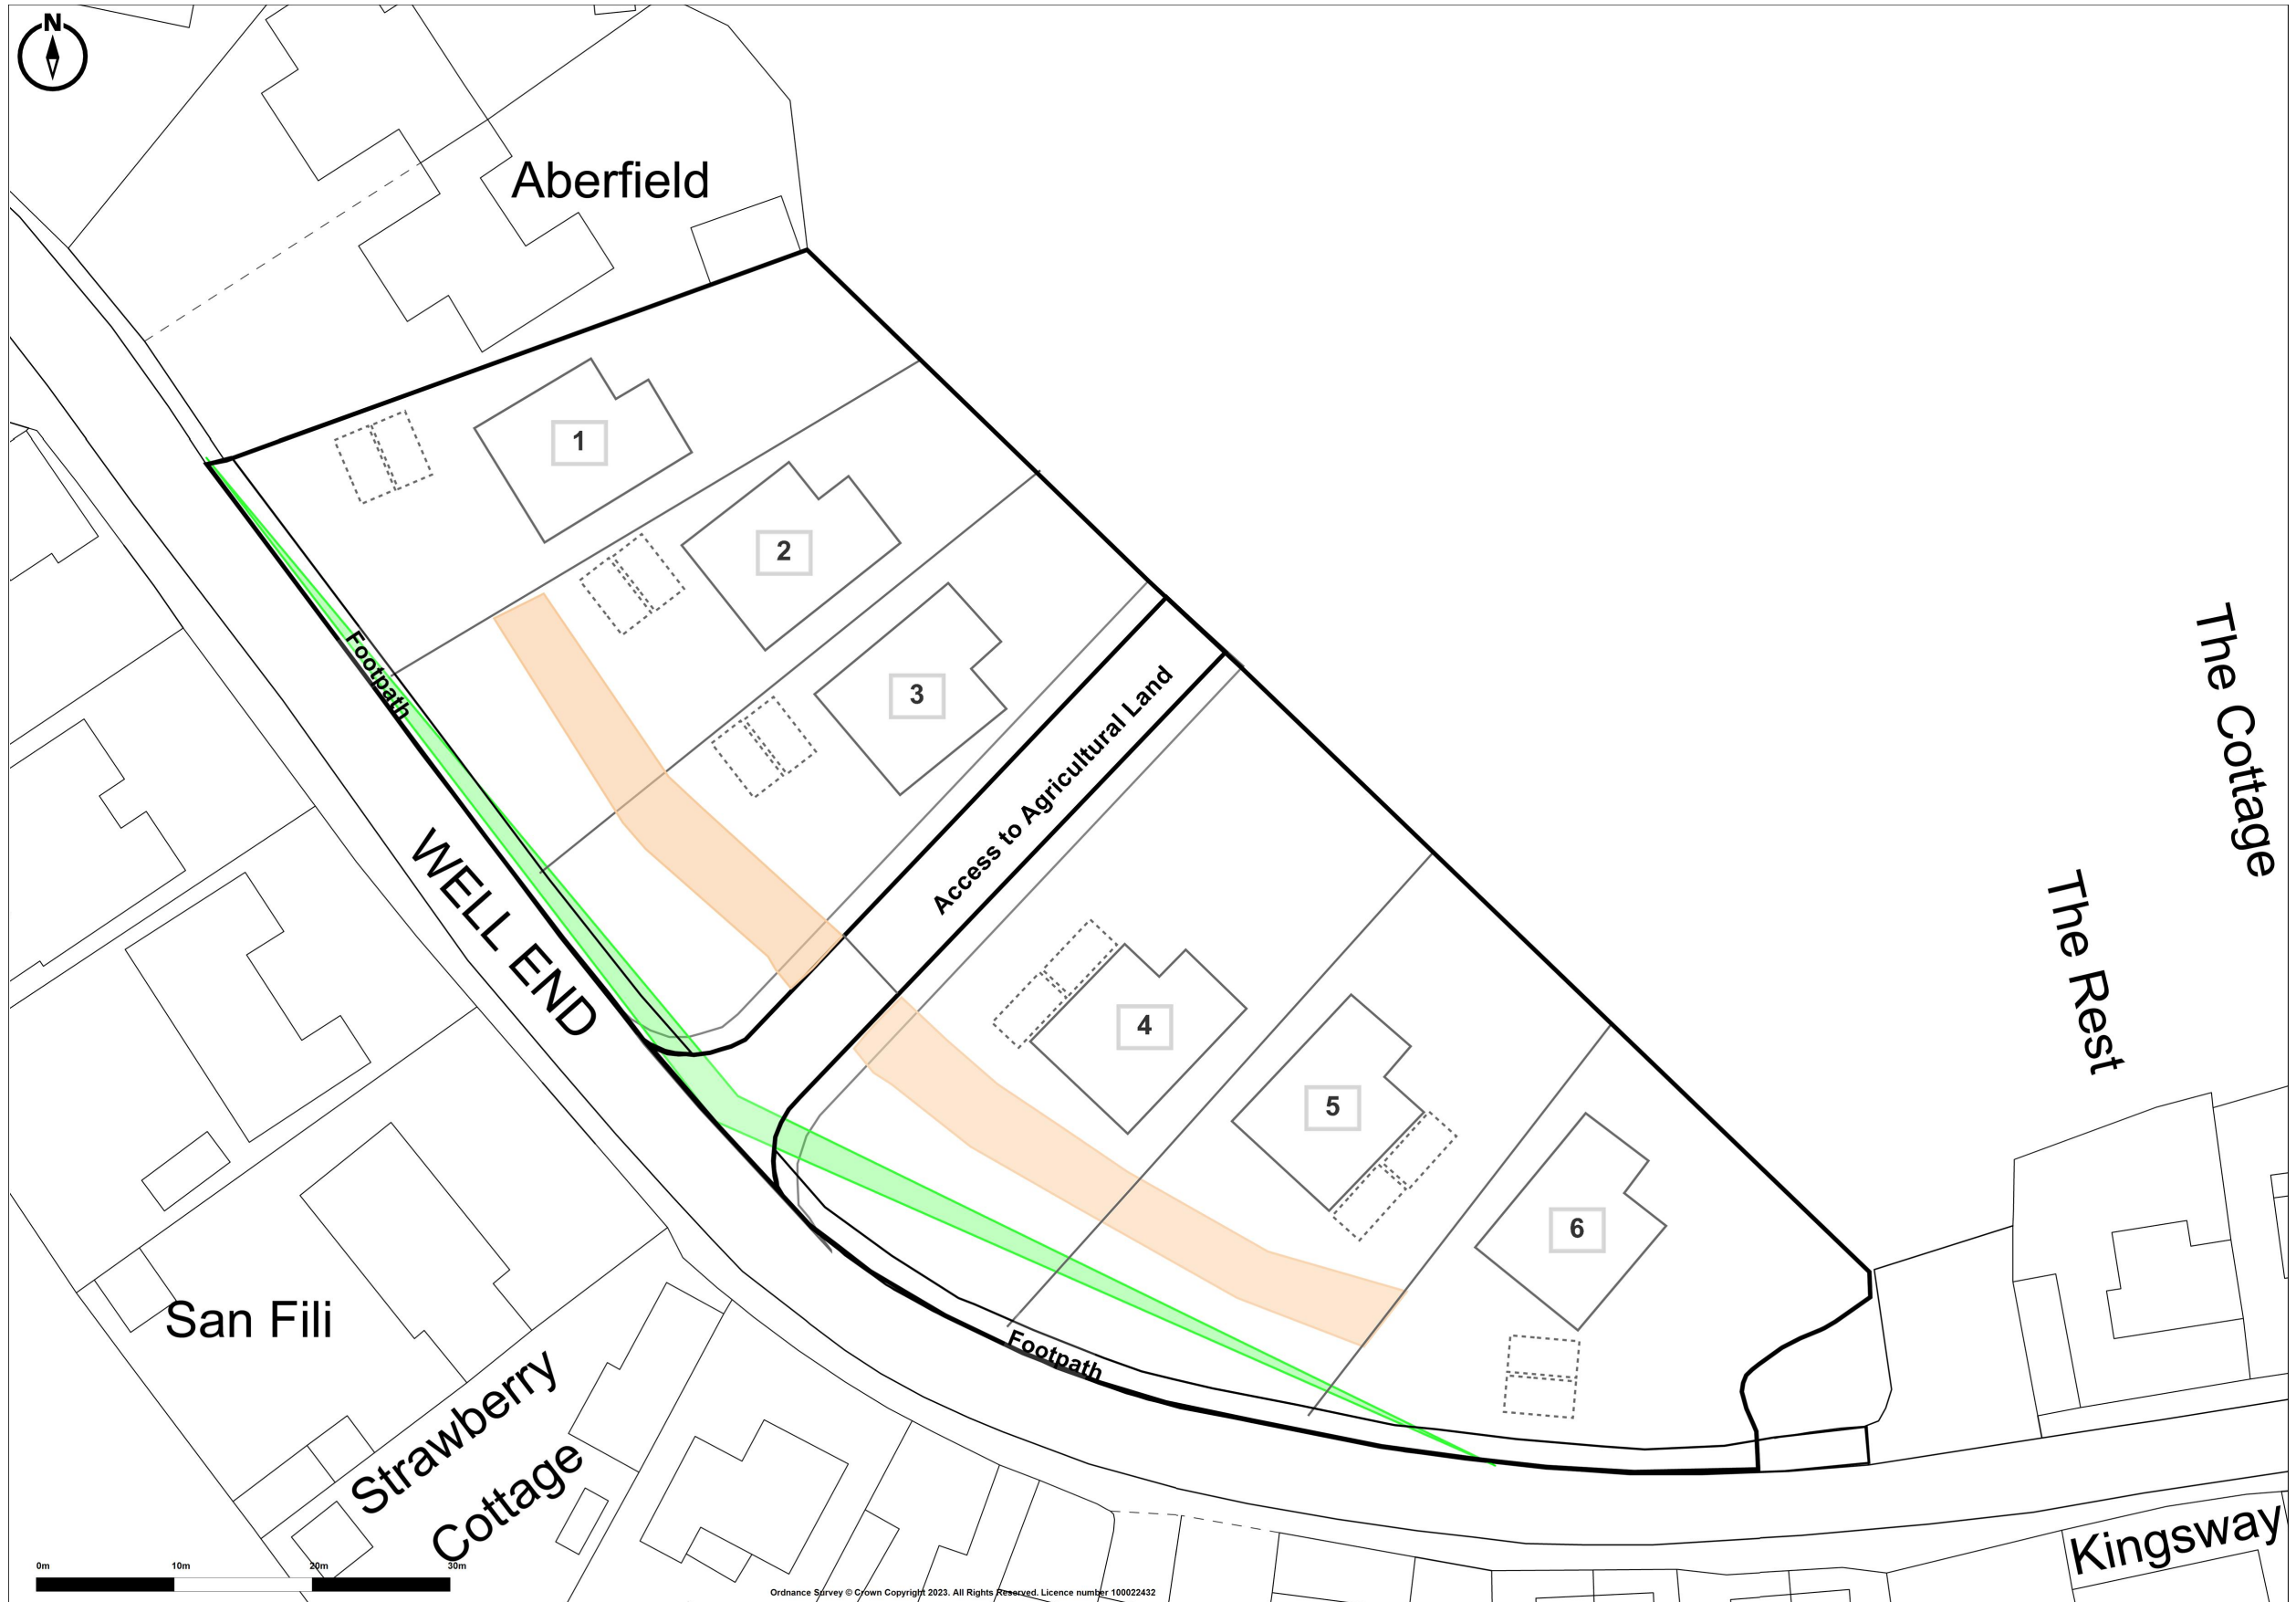 N
Aberfield
1
2
3
Footpath
Access to Agricultural Land
WELL END
The Cottage
The Rest
4
5
6
San Fili
Footpath
Strawberry
Cottage
Kingsway
0m 10m 20m 30m
Ordnance Survey © Crown Copyright 2023. All Rights Reserved. Licence number 100022432